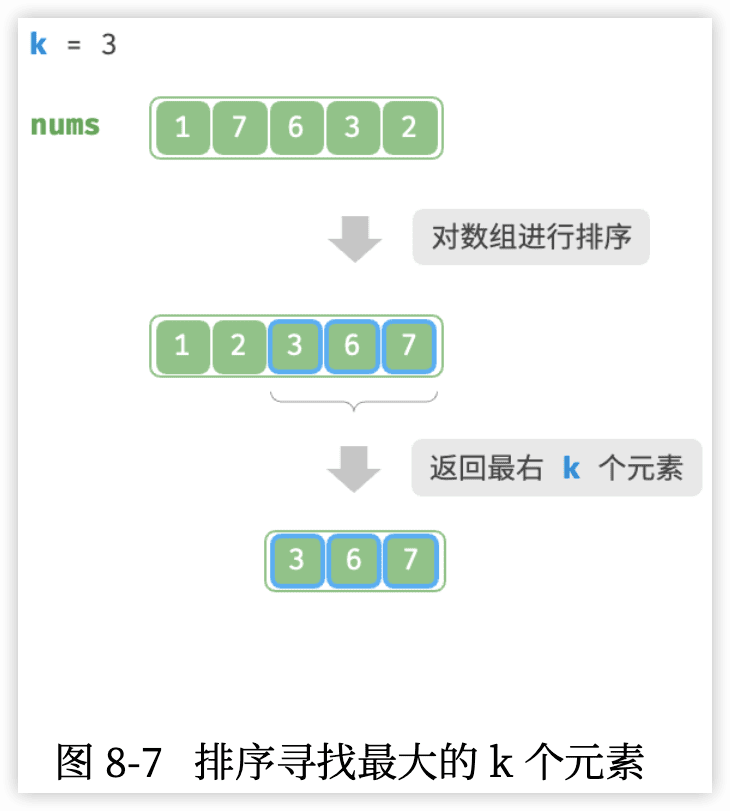 k = 3
nums 1 7 6 3 2
对数组进行排序
1 2 3 6 7
返回最右 k 个元素
3 6 7
图 8-7 排序寻找最大的 k 个元素